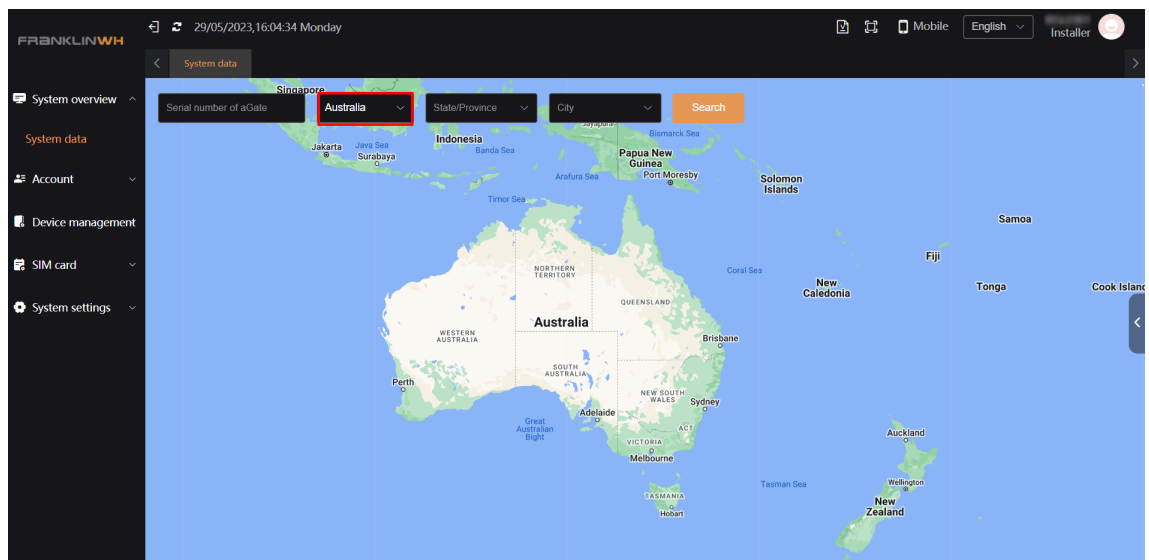 FRANKLINWH
29/05/2023,16:04:34 Monday
Mobile
English
Installer
System data
System overview
System data
Account
Device management
SIM card
System settings
Serial number of aGate
Australia
State/Province
City
Search
Singapore
Jayapura
Bismarck Sea
Indonesia
Jakarta
Java Sea
Surabaya
Banda Sea
Papua New
Guinea
Arafura Sea
Port Moresby
Solomon
Islands
Timor Sea
Samoa
Fiji
NORTHERN
TERRITORY
Coral Sea
New
Caledonia
Tonga
Cook Islan
QUEENSLAND
Australia
WESTERN
AUSTRALIA
Brisbane
SOUTH
AUSTRALIA
Perth
NEW SOUTH
WALES
Sydney
Adelaide
Great
Australian
Bight
ACT
VICTORIA
Melbourne
Auckland
Tasman Sea
Wellington
TASMANIA
Hobart
New
Zealand